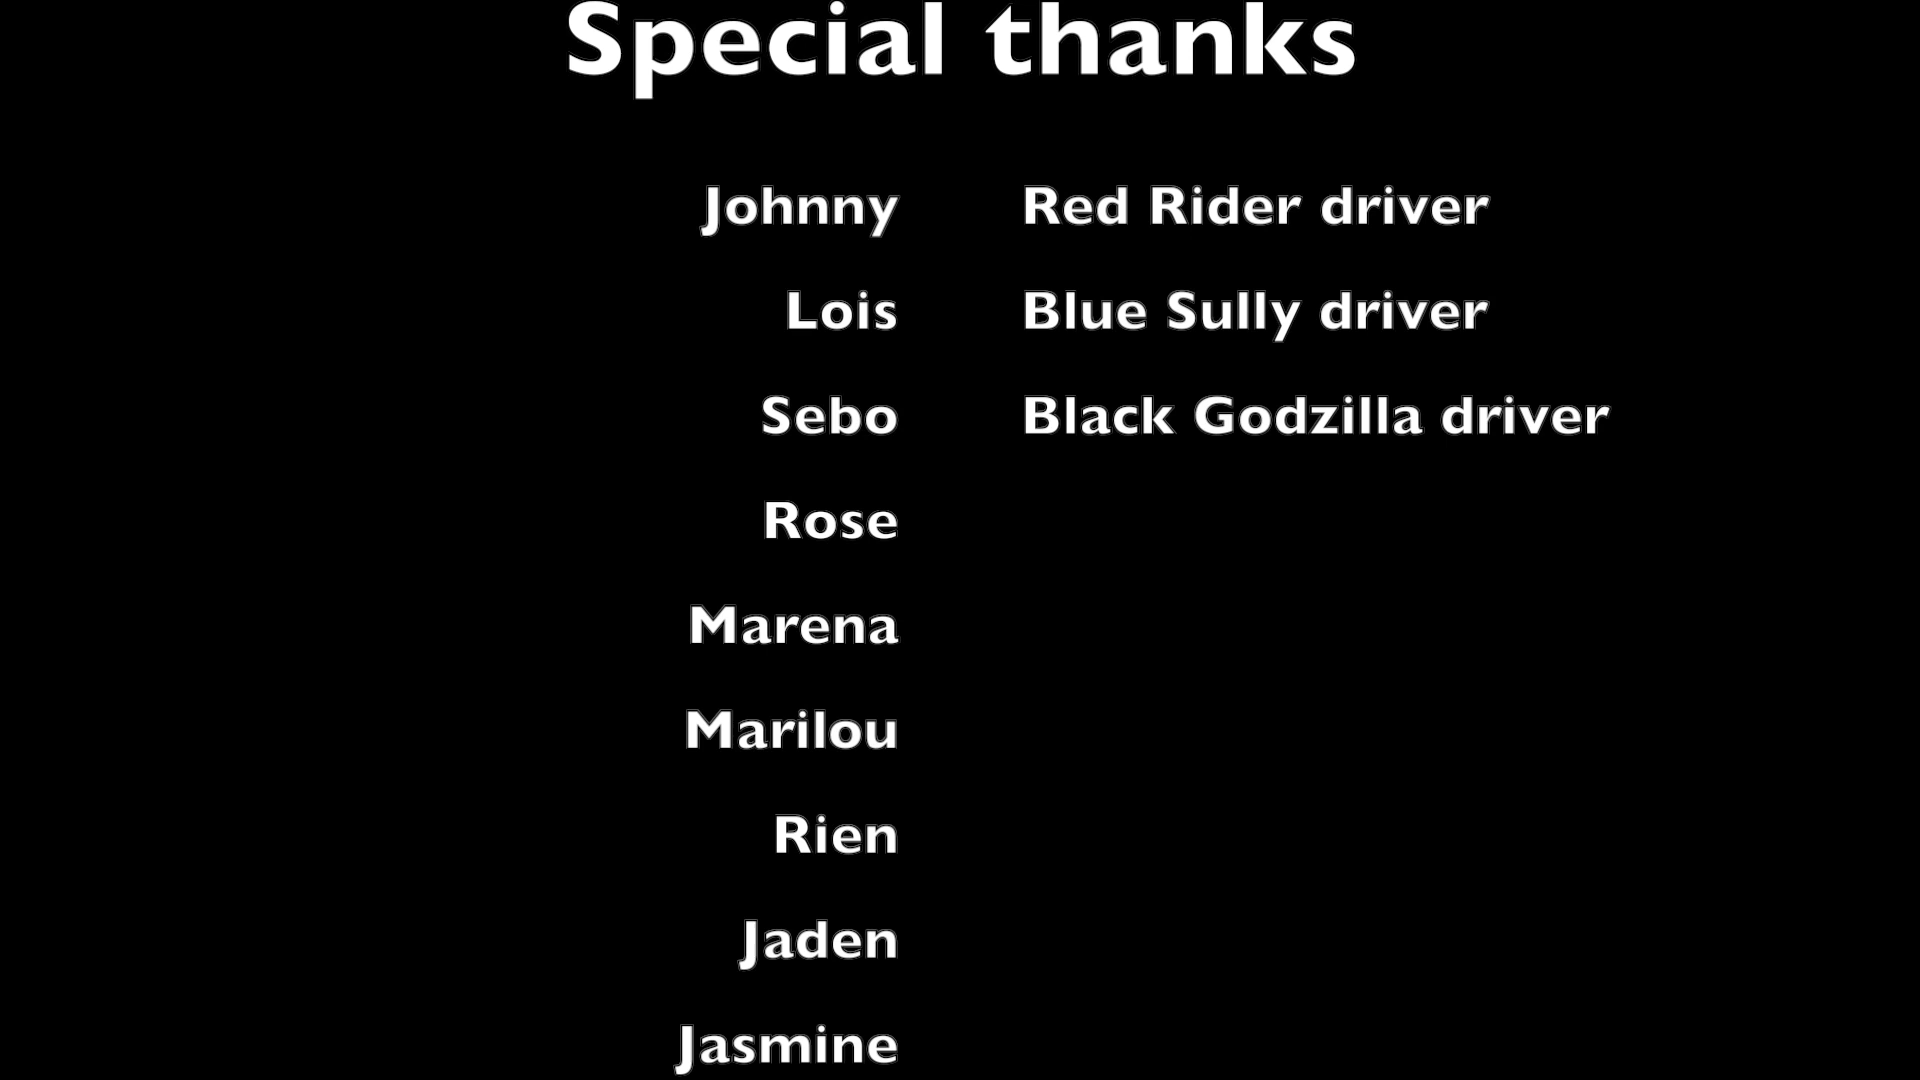 Special thanks
Johnny Red Rider driver
Lois Blue Sully driver
Sebo Black Godzilla driver
Rose
Marena
Marilou
Rien
Jaden
Jasmine